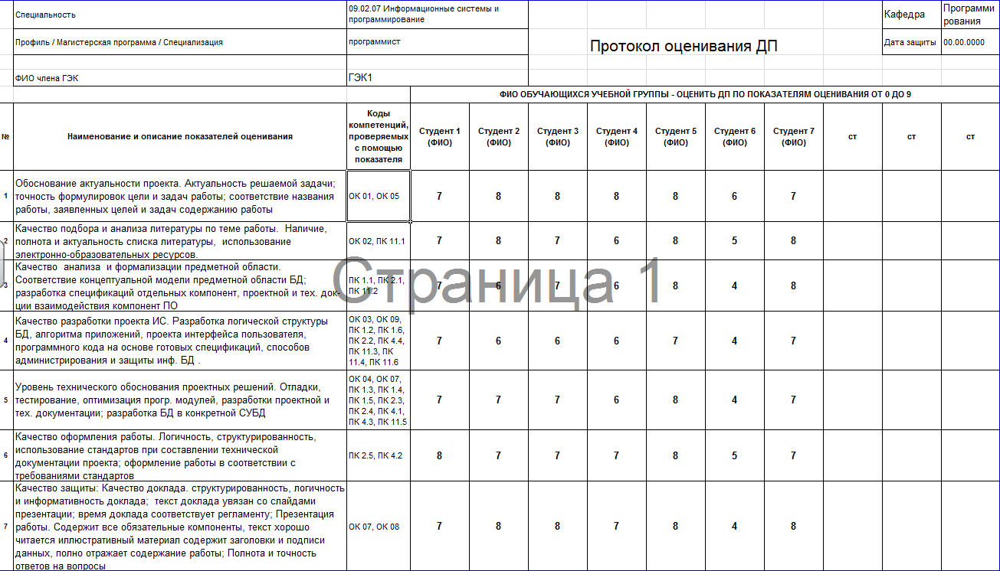 Специальность
09.02.07 Информационные системы и
программирование
Кафедра
Программи
рования
Профиль / Магистерская программа / Специализация
программист
Протокол оценивания ДП
Дата защиты
00.00.0000
ФИО члена ГЭК
ГЭК1
ФИО ОБУЧАЮЩИХСЯ УЧЕБНОЙ ГРУППЫ - ОЦЕНИТЬ ДП ПО ПОКАЗАТЕЛЯМ ОЦЕНИВАНИЯ ОТ 0 ДО 9
№
Наименование и описание показателей оценивания
Коды
компетенций,
проверяемых
с помощью
показателя
Студент 1
(ФИО)
Студент 2
(ФИО)
Студент 3
(ФИО)
Студент 4
(ФИО)
Студент 5
(ФИО)
Студент 6
(ФИО)
Студент 7
(ФИО)
ст
ст
ст
1
Обоснование актуальности проекта. Актуальность решаемой задачи;
точность формулировок цели и задач работы; соответствие названия
работы, заявленных целей и задач содержанию работы
ОК 01, ОК 05
7 8 8 8 8 6 7
2
Качество подбора и анализа литературы по теме работы.  Наличие,
полнота и актуальность списка литературы,  использование
электронно-образовательных ресурсов.
ОК 02, ПК 11.1
7 8 7 6 8 5 8
3
Качество  анализа  и формализации предметной области.
Соответствие концептуальной модели предметной области БД;
разработка спецификаций отдельных компонент, проектной и тех. док-
ции взаимодействия компонент ПО
ПК 1.1, ПК 2.1,
ПК 11.2
7 6 7 6 8 4 8
Страница 1
4
Качество разработки проекта ИС. Разработка логической структуры
БД, алгоритма приложений, проекта интерфейса пользователя,
программного кода на основе готовых спецификаций, способов
администрирования и защиты инф. БД .
ОК 03, ОК 09,
ПК 1.2, ПК 1.6,
ПК 2.2, ПК 4.4,
ПК 11.3, ПК
11.4, ПК 11.6
7 6 6 6 7 4 7
5
Уровень технического обоснования проектных решений. Отладки,
тестирование, оптимизация прогр. модулей, разработки проектной и
тех. документации; разработка БД в конкретной СУБД
ОК 04, ОК 07,
ПК 1.3, ПК 1.4,
ПК 1.5, ПК 2.3,
ПК 2.4, ПК 4.1,
ПК 4.3, ПК 11.5
7 7 7 6 8 4 7
6
Качество оформления работы. Логичность, структурированность,
использование стандартов при составлении технической
документации проекта; оформление работы в соответствии с
требованиями стандартов
ПК 2.5, ПК 4.2
8 7 7 7 8 5 7
7
Качество защиты: Качество доклада. структурированность, логичность
и информативность доклада;  текст доклада увязан со слайдами
презентации; время доклада соответствует регламенту; Презентация
работы. Содержит все обязательные компоненты, текст хорошо
читается иллюстративный материал содержит заголовки и подписи
данных, полно отражает содержание работы; Полнота и точность
ответов на вопросы
ОК 07, ОК 08
7 8 8 7 8 4 8